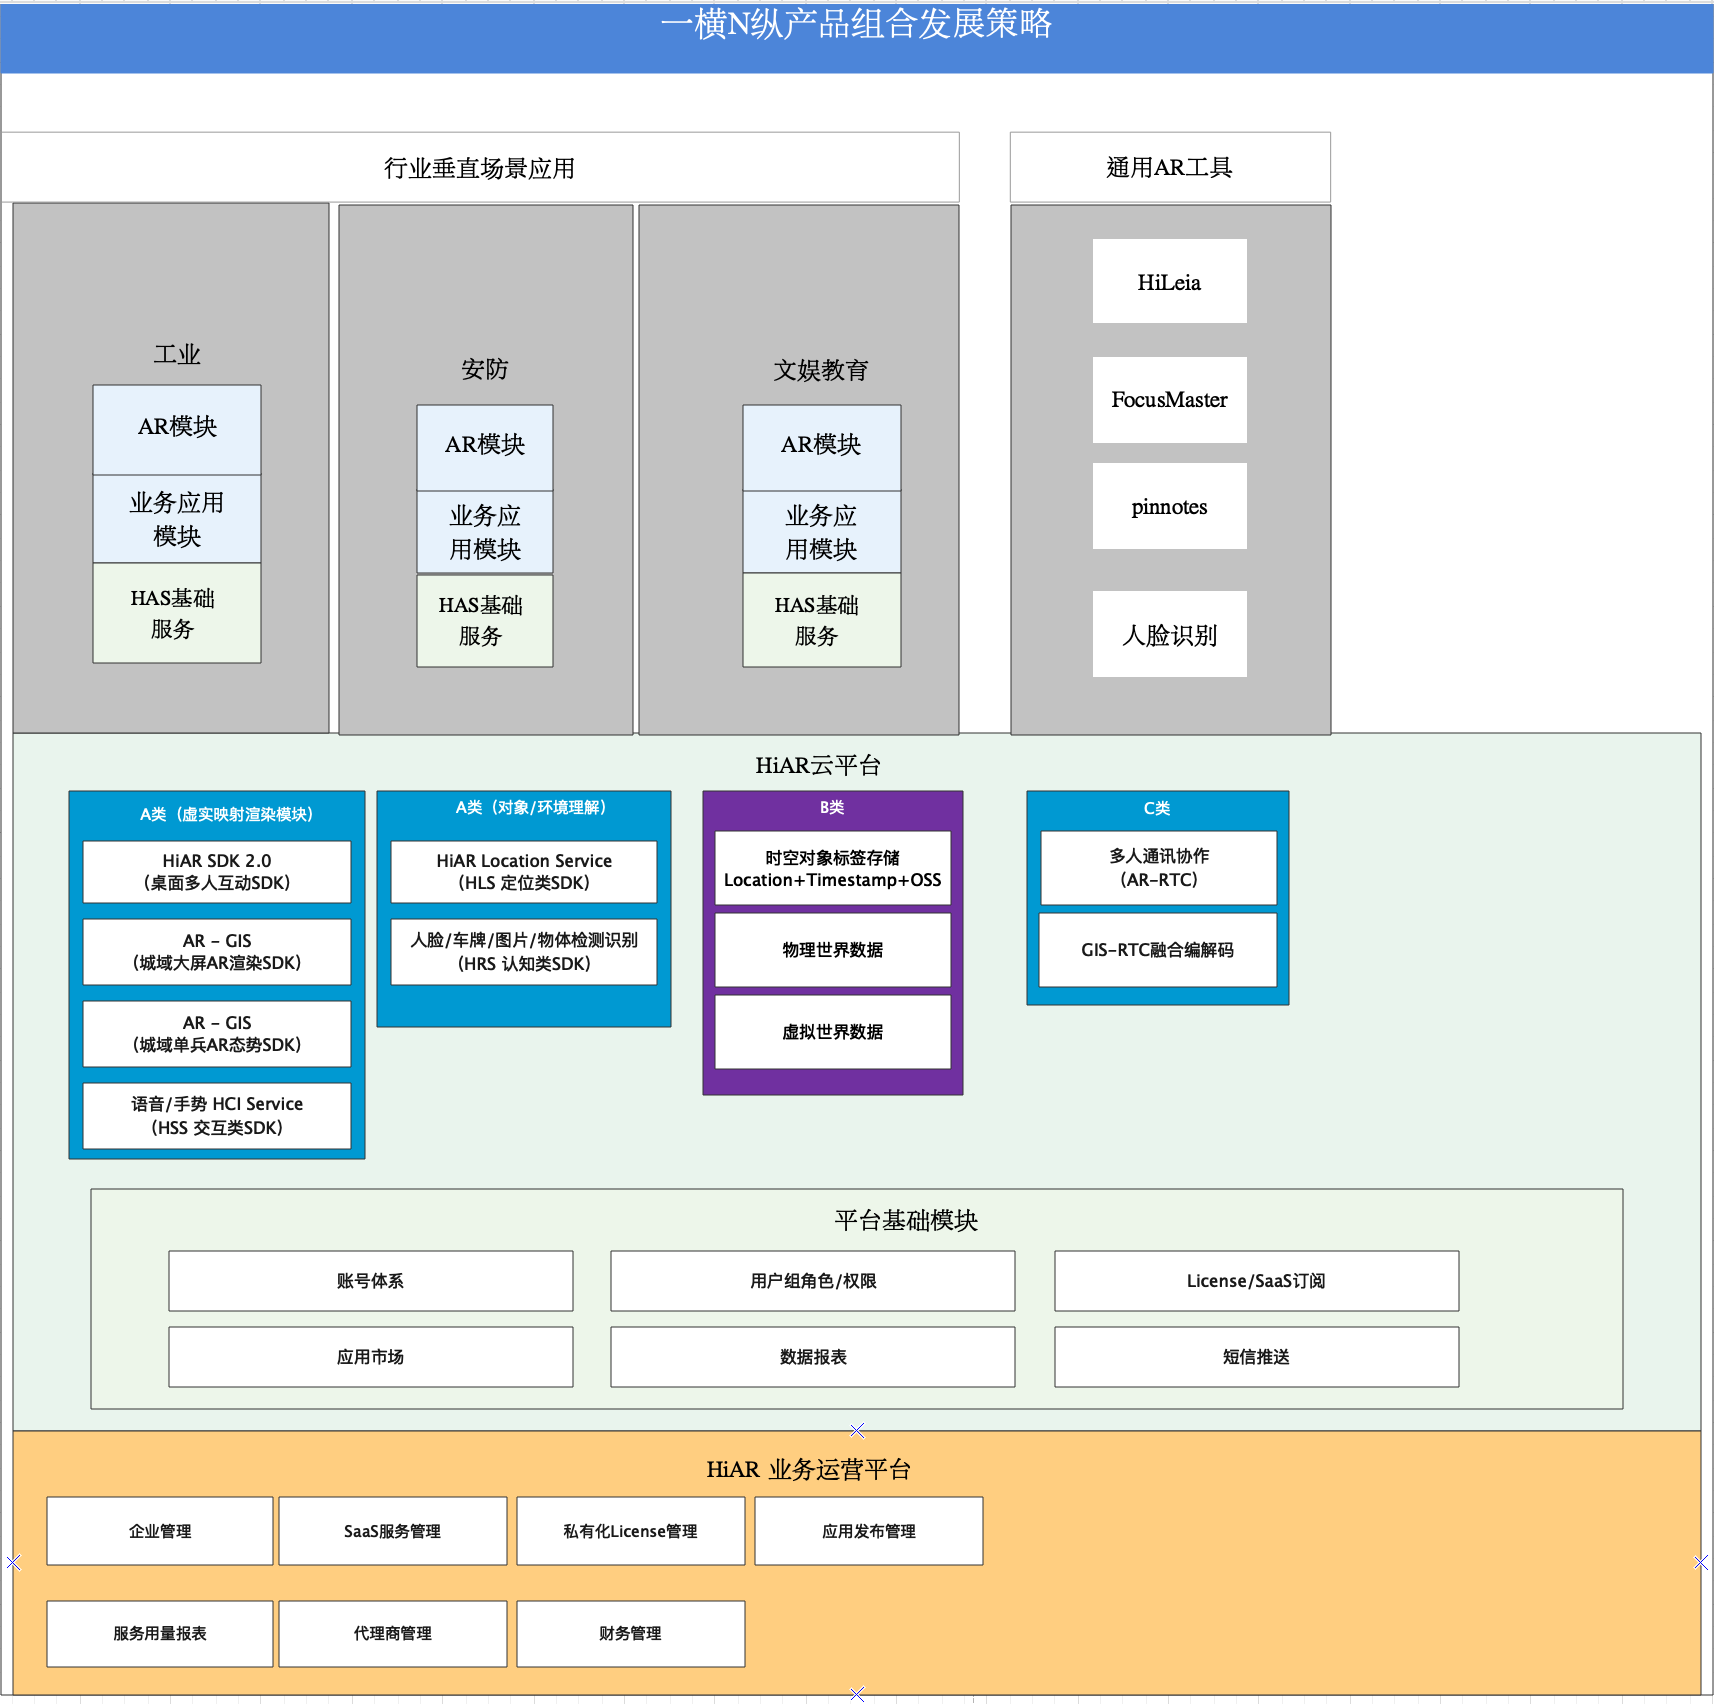 一横N纵产品组合发展策略
行业垂直场景应用
通用AR工具
工业
AR模块
业务应用
模块
HAS基础
服务
安防
AR模块
业务应
用模块
HAS基础
服务
文娱教育
AR模块
业务应
用模块
HAS基础
服务
HiLeia
FocusMaster
pinnotes
人脸识别
HiAR云平台
A类（虚实映射渲染模块）
HiAR SDK 2.0
（桌面多人互动SDK）
AR - GIS
（城域大屏AR渲染SDK）
AR - GIS
（城域单兵AR态势SDK）
语音/手势 HCI Service
（HSS 交互类SDK）
A类（对象/环境理解）
HiAR Location Service
（HLS 定位类SDK）
人脸/车牌/图片/物体检测识别
（HRS 认知类SDK）
B类
时空对象标签存储
Location+Timestamp+OSS
物理世界数据
虚拟世界数据
C类
多人通讯协作
（AR-RTC）
GIS-RTC融合编解码
平台基础模块
账号体系
用户组角色/权限
License/SaaS订阅
应用市场
数据报表
短信推送
HiAR 业务运营平台
企业管理
SaaS服务管理
私有化License管理
应用发布管理
服务用量报表
代理商管理
财务管理